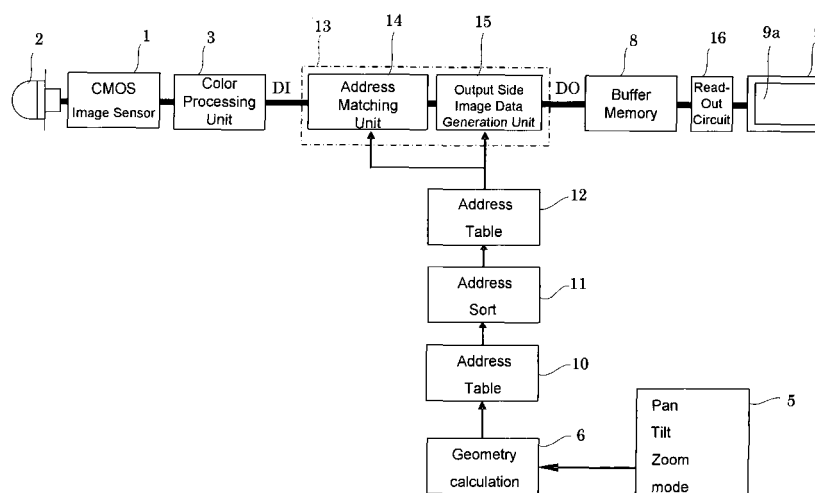 13
14
15
2
1
3
8
16
9a
CMOS
Image Sensor
Color
Processing
Unit
DI
Address
Matching
Unit
Output Side
Image Data
Generation Unit
DO
Buffer
Memory
Read-
Out
Circuit
12
Address
Table
11
Address
Sort
10
Address
Table
6
Geometry
calculation
5
Pan
Tilt
Zoom
mode